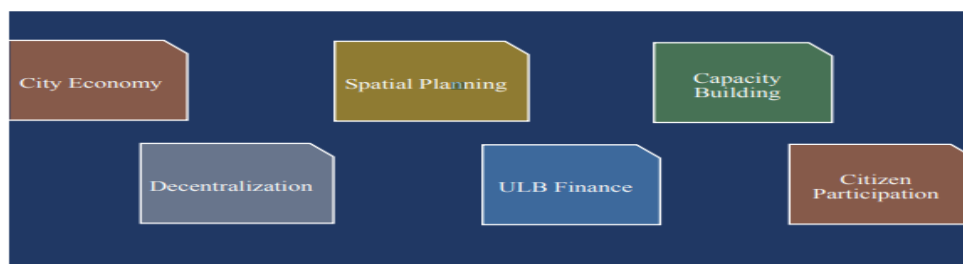 City Economy
Spatial Planning
Capacity
Building
Decentralization
ULB Finance
Citizen
Participation